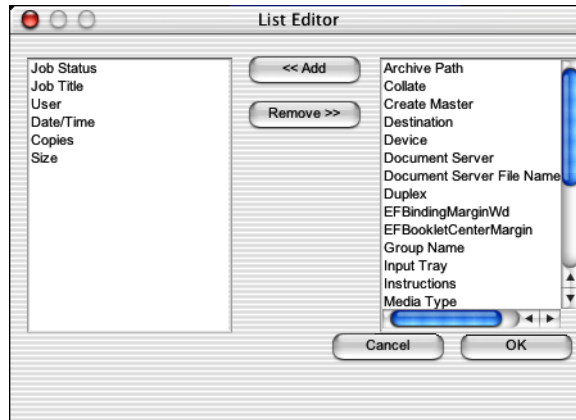 List Editor
Job Status
Job Title
User
Date/Time
Copies
Size
<< Add
Remove >>
Archive Path
Collate
Create Master
Destination
Device
Document Server
Document Server File Name
Duplex
EFBindingMarginWd
EFBookletCenterMargin
Group Name
Input Tray
Instructions
Media Type
Cancel
OK